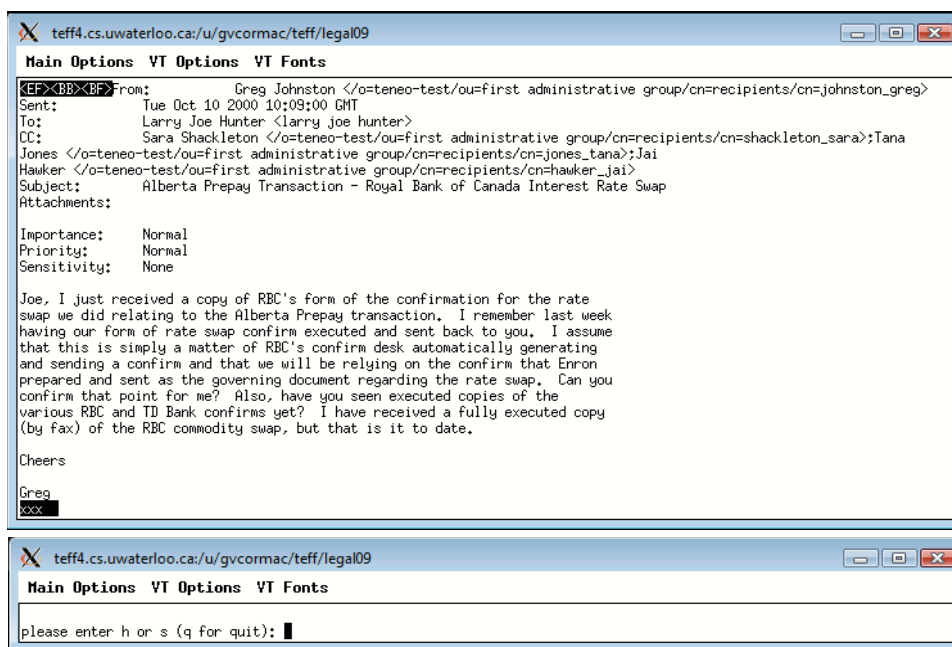 teff4.cs.uwaterloo.ca:/u/gvcormac/teff/legal09
Main Options VT Options VT Fonts
<EF><BB><BF>From: Greg Johnston </o=teneo-test/ou=first administrative group/cn=recipients/cn=johnston_greg>
Sent: Tue Oct 10 2000 10:09:00 GMT
To: Larry Joe Hunter <larry joe hunter>
CC: Sara Shackleton </o=teneo-test/ou=first administrative group/cn=recipients/cn=shackleton_sara>;Tana
Jones </o=teneo-test/ou=first administrative group/cn=recipients/cn=jones_tana>;Jai
Hawker </o=teneo-test/ou=first administrative group/cn=recipients/cn=hawker_jai>
Subject: Alberta Prepay Transaction - Royal Bank of Canada Interest Rate Swap
Attachments:
Importance: Normal
Priority: Normal
Sensitivity: None
Joe, I just received a copy of RBC's form of the confirmation for the rate
swap we did relating to the Alberta Prepay transaction. I remember last week
having our form of rate swap confirm executed and sent back to you. I assume
that this is simply a matter of RBC's confirm desk automatically generating
and sending a confirm and that we will be relying on the confirm that Enron
prepared and sent as the governing document regarding the rate swap. Can you
confirm that point for me? Also, have you seen executed copies of the
various RBC and TD Bank confirms yet? I have received a fully executed copy
(by fax) of the RBC commodity swap, but that is it to date.
Cheers
Greg
xxx
teff4.cs.uwaterloo.ca:/u/gvcormac/teff/legal09
Main Options VT Options VT Fonts
please enter h or s (q for quit):